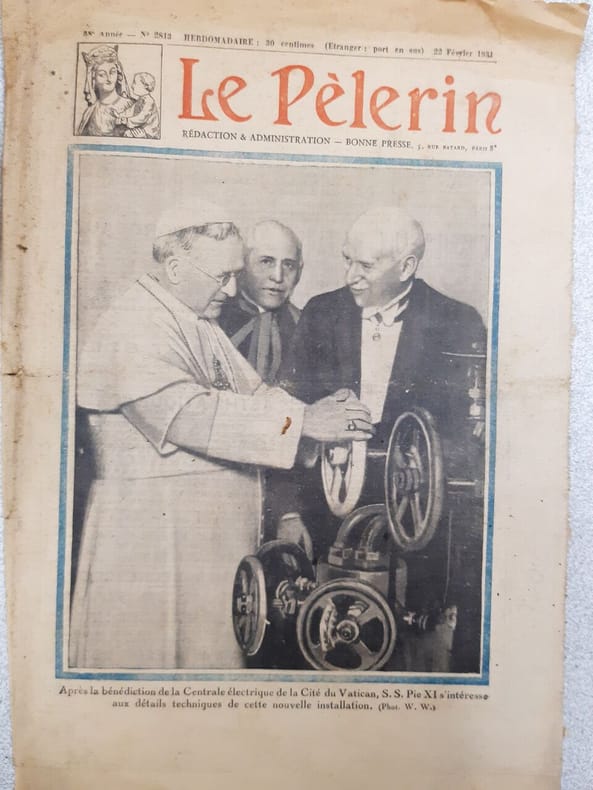 58e Année — No 2813 HEBDOMADAIRE : 30 centimes (Etranger : port en sus) 22 Février 1931
Le Pèlerin
RÉDACTION & ADMINISTRATION — BONNE PRESSE, 5, RUE BAYARD, PARIS 8e
Après la bénédiction de la Centrale électrique de la Cité du Vatican, S. S. Pie XI s'intéresse
aux détails techniques de cette nouvelle installation. (Phot. W. W.)